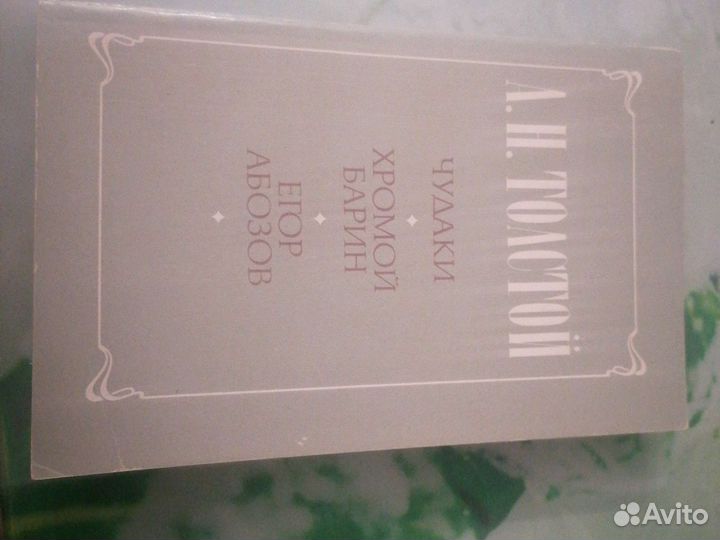 А. Н. ТОЛСТОЙ
ЧУДАКИ
ХРОМОЙ
БАРИН
ЕГОР
АБОЗОВ
Avito